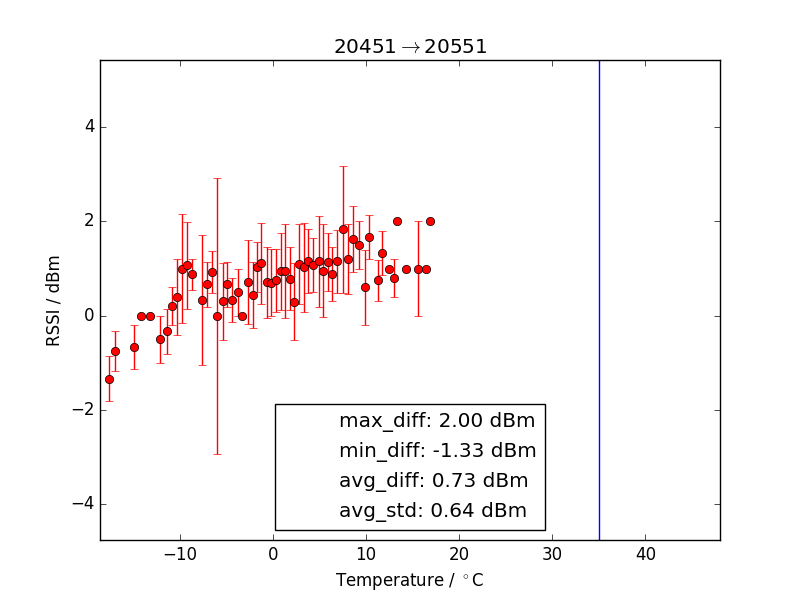 20451→20551
RSSI / dBm
4
2
0
−2
−4
max_diff: 2.00 dBm
min_diff: -1.33 dBm
avg_diff: 0.73 dBm
avg_std: 0.64 dBm
−10 0 10 20 30 40
Temperature / °C